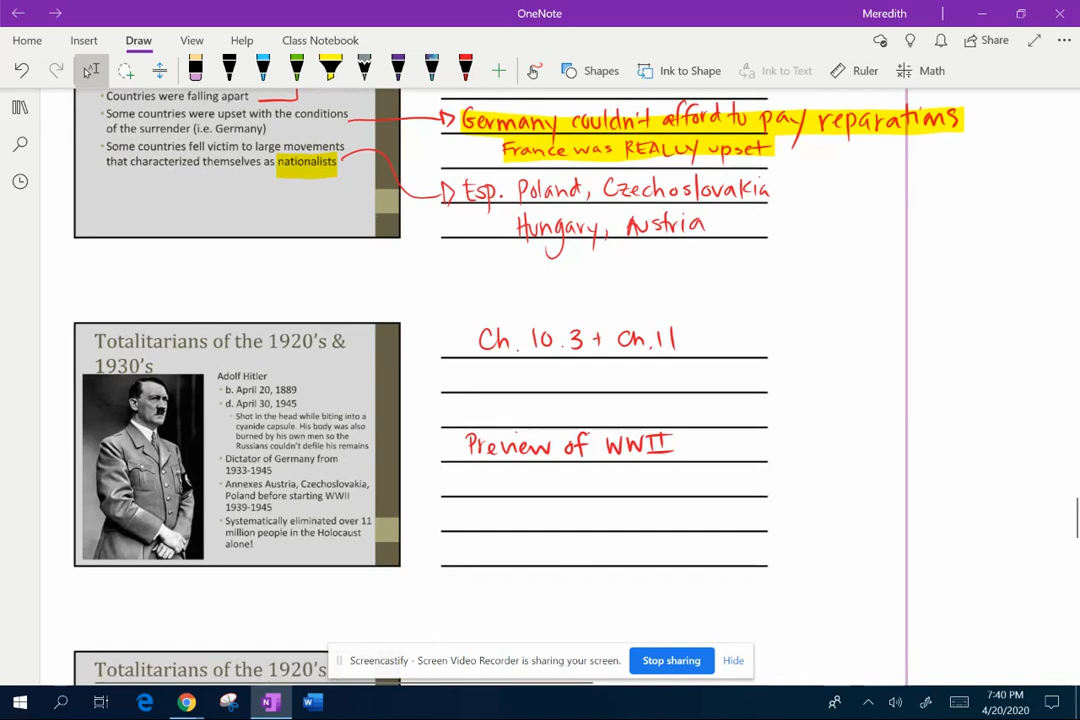 OneNote
Meredith
Home
Insert
Draw
View
Help
Class Notebook
Share
Shapes
Ink to Shape
Ink to Text
Ruler
Math
Countries were falling apart
Some countries were upset with the conditions
of the surrender (i.e. Germany)
Some countries fell victim to large movements
that characterized themselves as nationalists
Germany couldn't afford to pay reparations
France was REALLY upset
Esp. Poland, Czechoslovakia
Hungary, Austria
Totalitarians of the 1920's &
1930's
Adolf Hitler
b. April 20, 1889
d. April 30, 1945
Shot in the head while biting into a
cyanide capsule. His body was also
burned by his own men so the
Russians couldn't defile his remains
Dictator of Germany from
1933-1945
Annexes Austria, Czechoslovakia,
Poland before starting WWII
1939-1945
Systematically eliminated over 11
million people in the Holocaust
alone!
Ch. 10.3 + Ch. 11
Preview of WWII
Totalitarians of the 1920's
Screencastify - Screen Video Recorder is sharing your screen.
Stop sharing
Hide
7:40 PM
4/20/2020